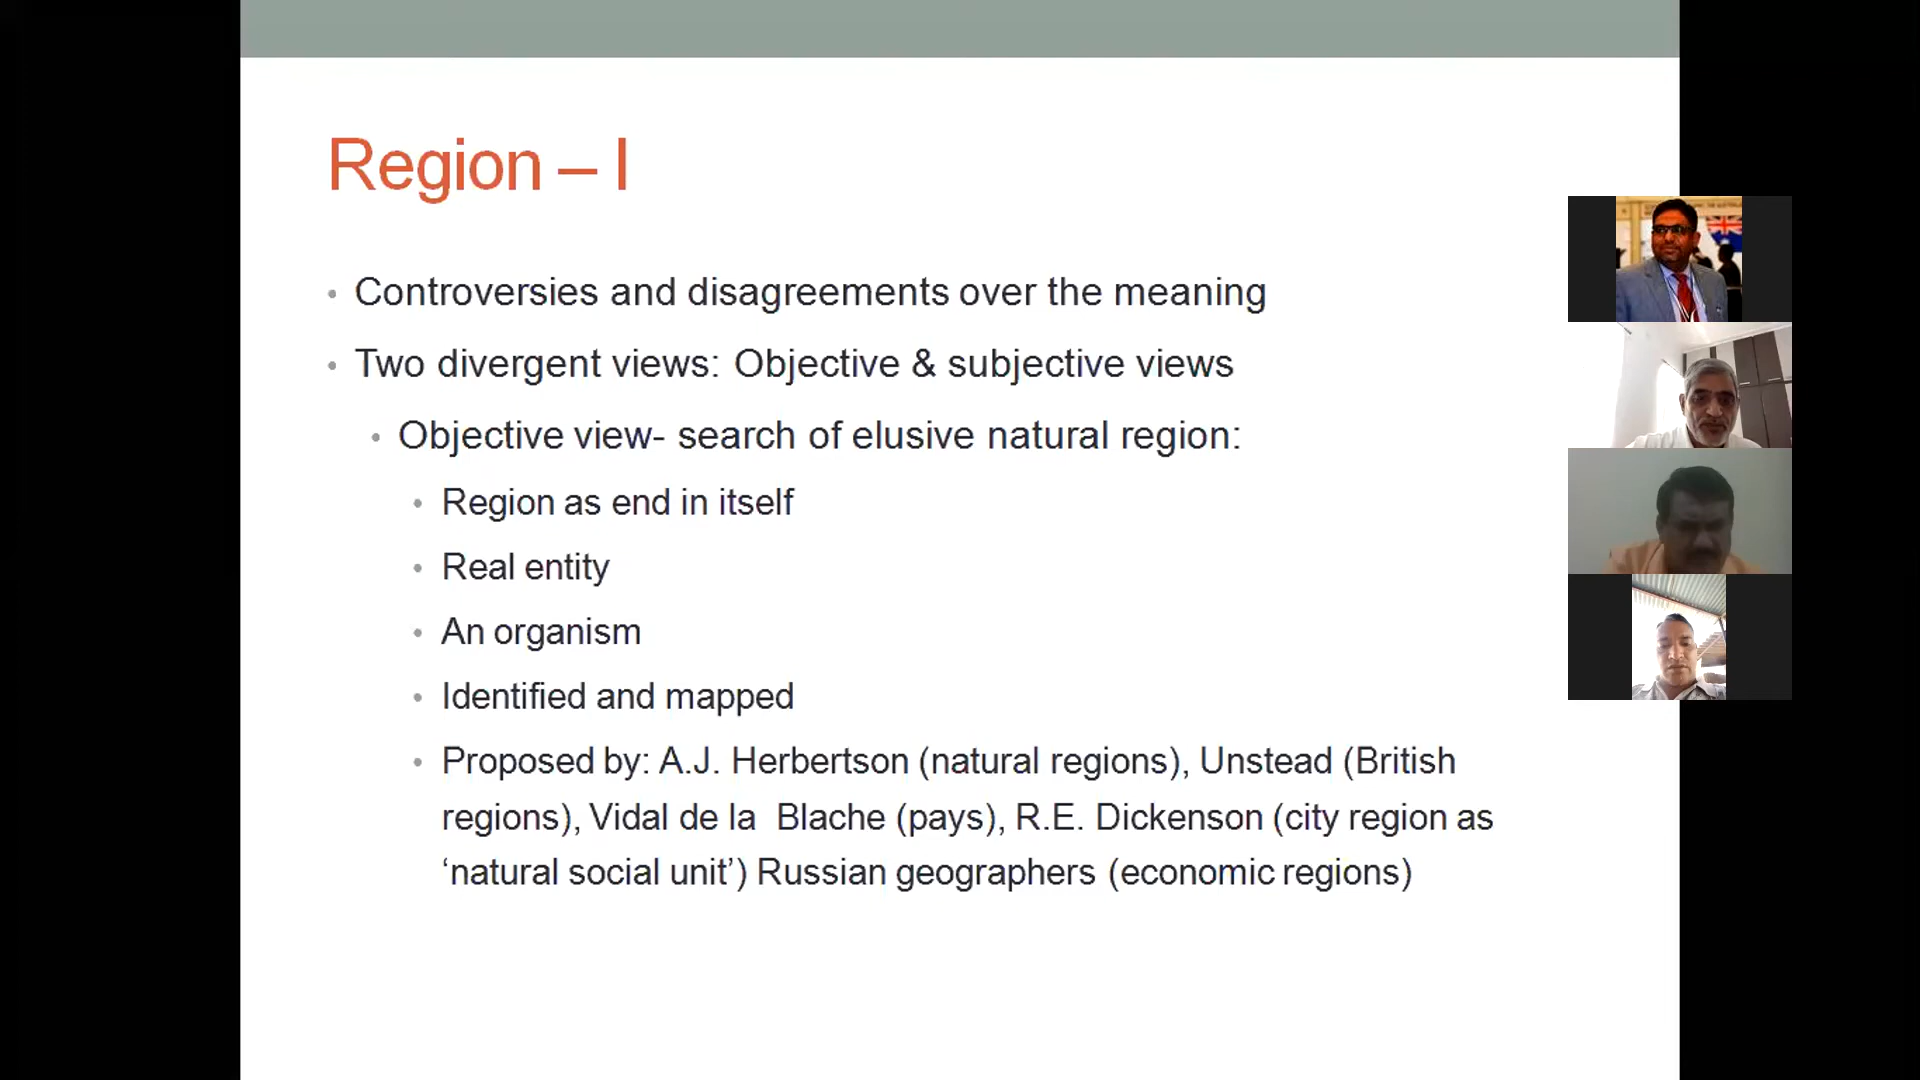 Region – I
• Controversies and disagreements over the meaning
• Two divergent views: Objective & subjective views
• Objective view- search of elusive natural region:
• Region as end in itself
• Real entity
• An organism
• Identified and mapped
• Proposed by: A.J. Herbertson (natural regions), Unstead (British
regions), Vidal de la  Blache (pays), R.E. Dickenson (city region as
‘natural social unit’) Russian geographers (economic regions)